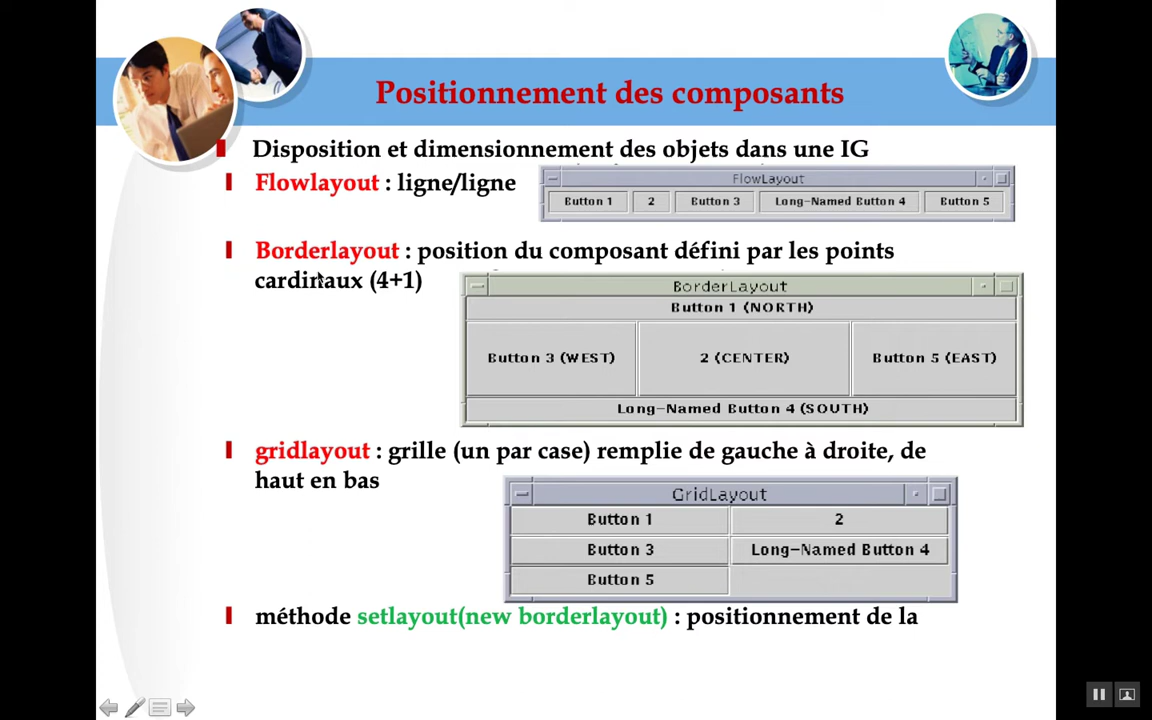 Positionnement des composants
Disposition et dimensionnement des objets dans une IG
Flowlayout : ligne/ligne
FlowLayout
Button 1 2 Button 3 Long-Named Button 4 Button 5
Borderlayout : position du composant défini par les points
cardinaux (4+1)
BorderLayout
Button 1 (NORTH)
Button 3 (WEST) 2 (CENTER) Button 5 (EAST)
Long-Named Button 4 (SOUTH)
gridlayout : grille (un par case) remplie de gauche à droite, de
haut en bas
GridLayout
Button 1 2
Button 3 Long-Named Button 4
Button 5
méthode setlayout(new borderlayout) : positionnement de la